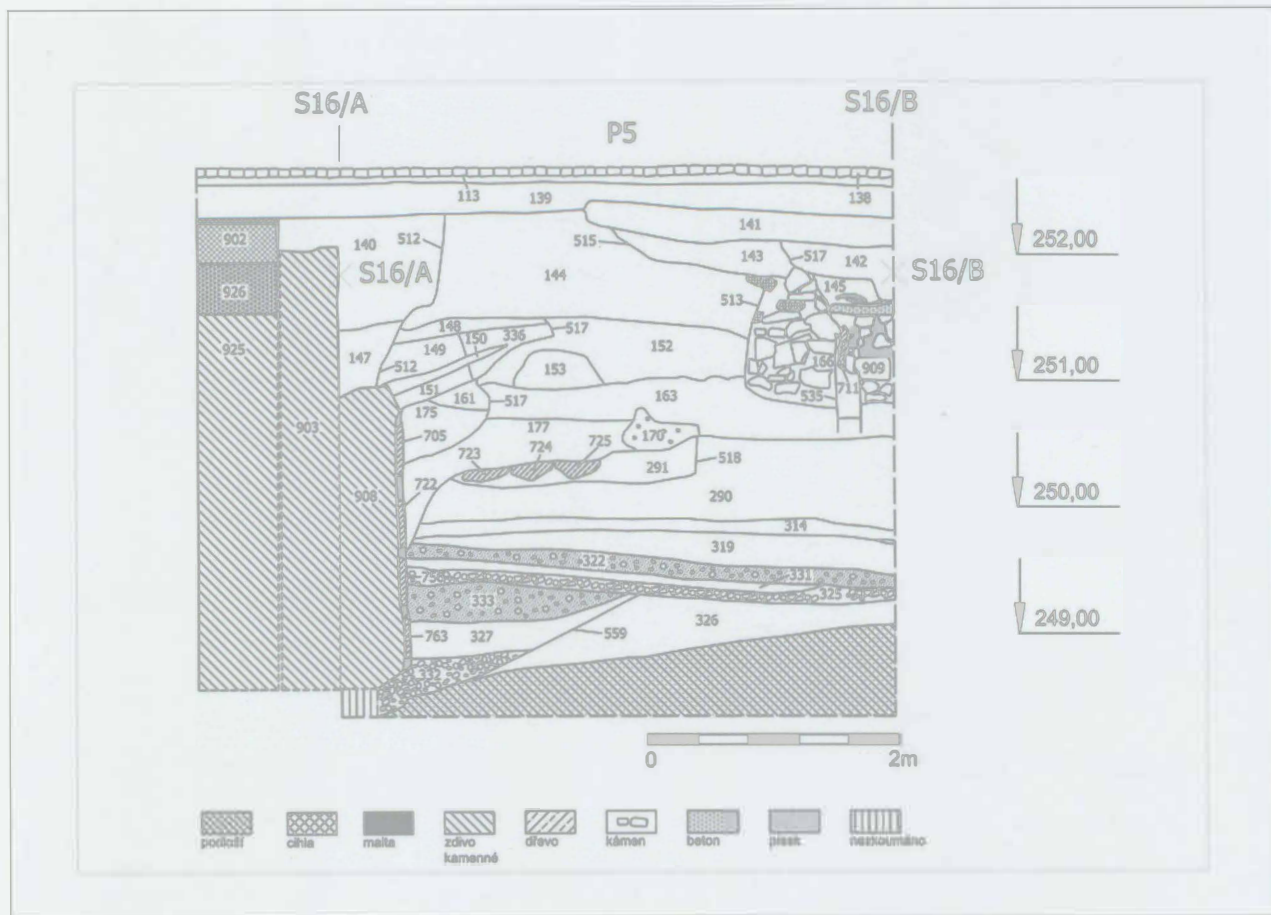 S16/A S16/B
P5
113 139 138
141
902 140 512 515 143 517 142 252,00
S16/A S16/B
926 144 145
513
148 336 517
925 147 149 150 152 251,00
512 153 166 909
151 711
161 517 163 535
175
903 177
705 170
724 725
723 291 518
908 722 290 250,00
314
319
322
331
325
333
326 249,00
763 327 559
332
0 2m
podloží cihla malta zdivo kamenné dřevo kámen beton písek nezkoumáno